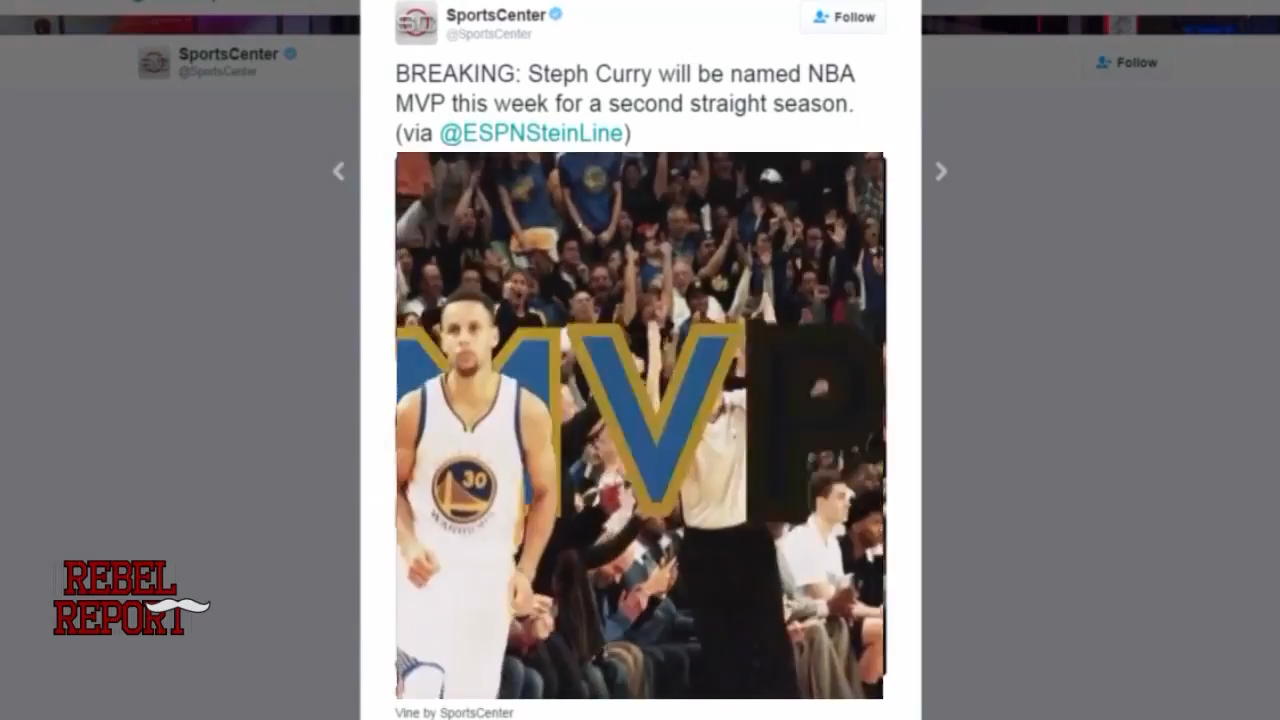 SportsCenter
@SportsCenter
Follow
SportsCenter
@SportsCenter
Follow
BREAKING: Steph Curry will be named NBA
MVP this week for a second straight season.
(via @ESPNSteinLine)
MVP
30
WARRIORS
REBEL
REPORT
Vine by SportsCenter